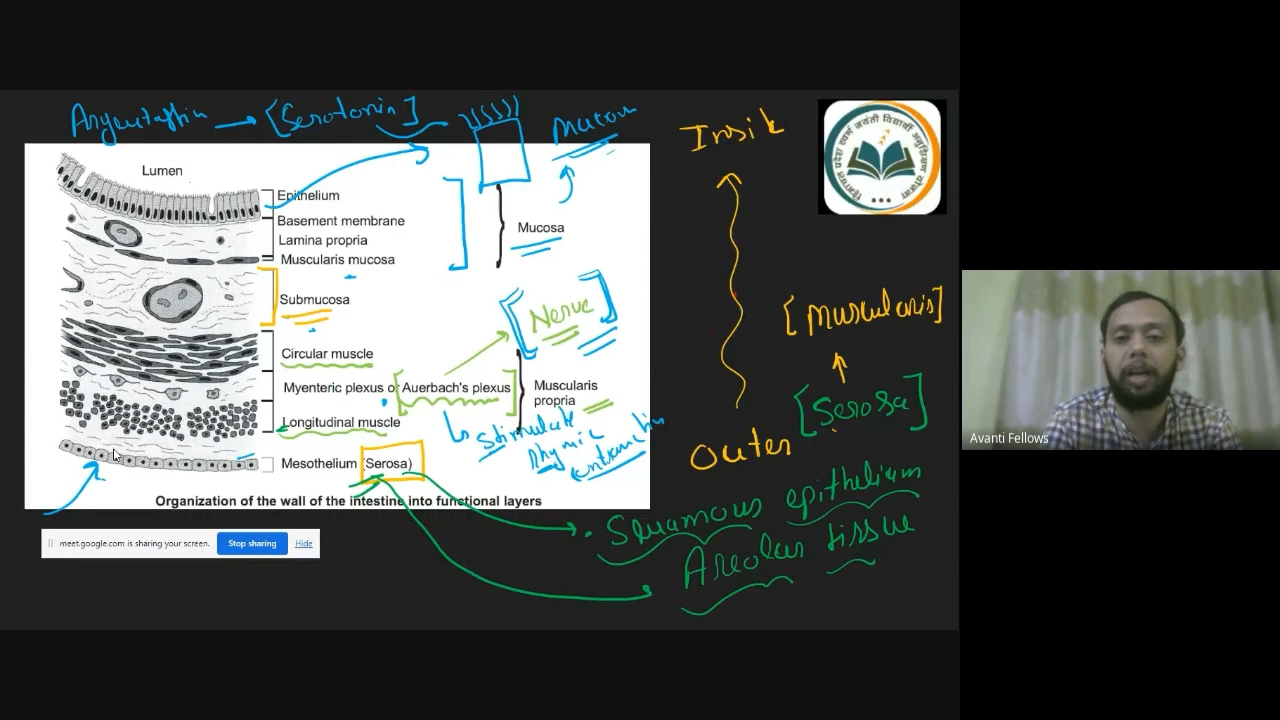 Argentaffin → [Serotonin]
Mucous
Inside
Lumen
Epithelium
Basement membrane
Lamina propria
Muscularis mucosa
Mucosa
Submucosa
[Nerve]
[Muscularis]
Circular muscle
Myenteric plexus or Auerbach's plexus
Muscularis
propria
Longitudinal muscle
stimulate
[Serosa]
Outer
Mesothelium (Serosa)
Organization of the wall of the intestine into functional layers
Squamous epithelium
Areolar tissue
meet.google.com is sharing your screen.
Stop sharing
Hide
Avanti Fellows